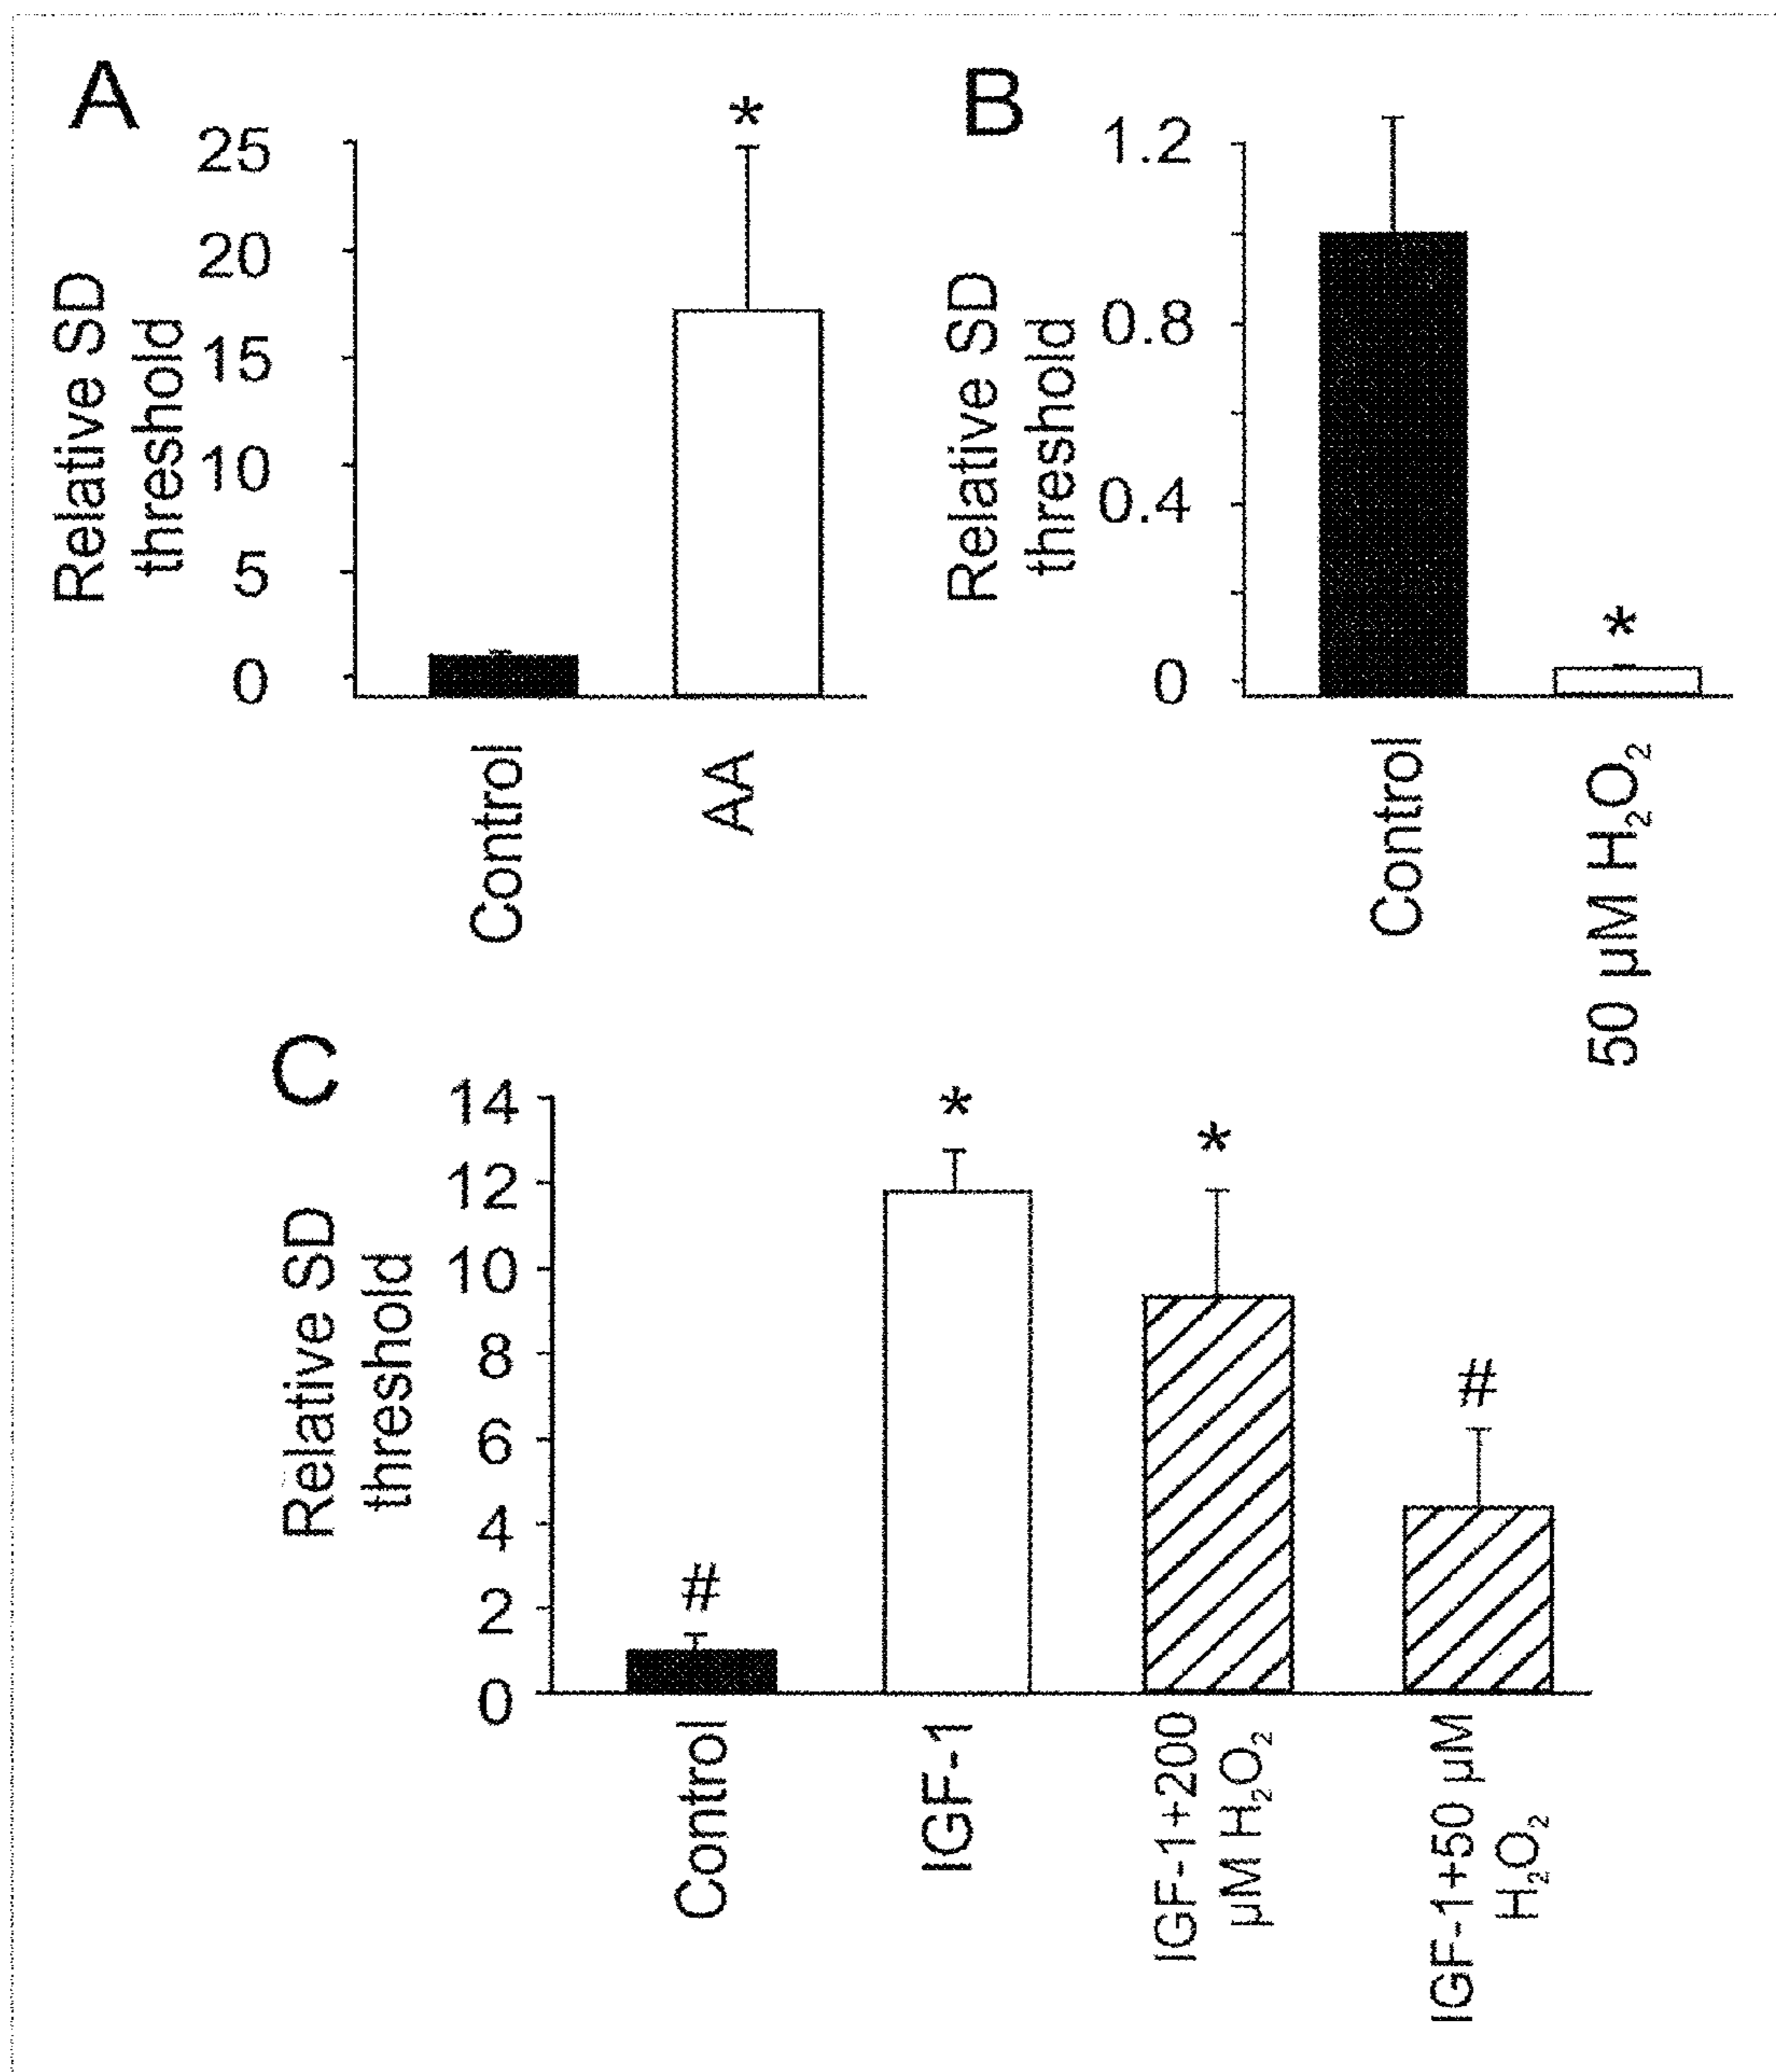 A
*
25
20
15
10
5
0
Relative SD
threshold
Control
AA
B
*
1.2
0.8
0.4
0
Relative SD
threshold
Control
50 µM H₂O₂
C
14
12
10
8
6
4
2
0
Relative SD
threshold
#
*
*
#
Control
IGF-1
IGF-1+200
µM H₂O₂
IGF-1+50 µM
H₂O₂